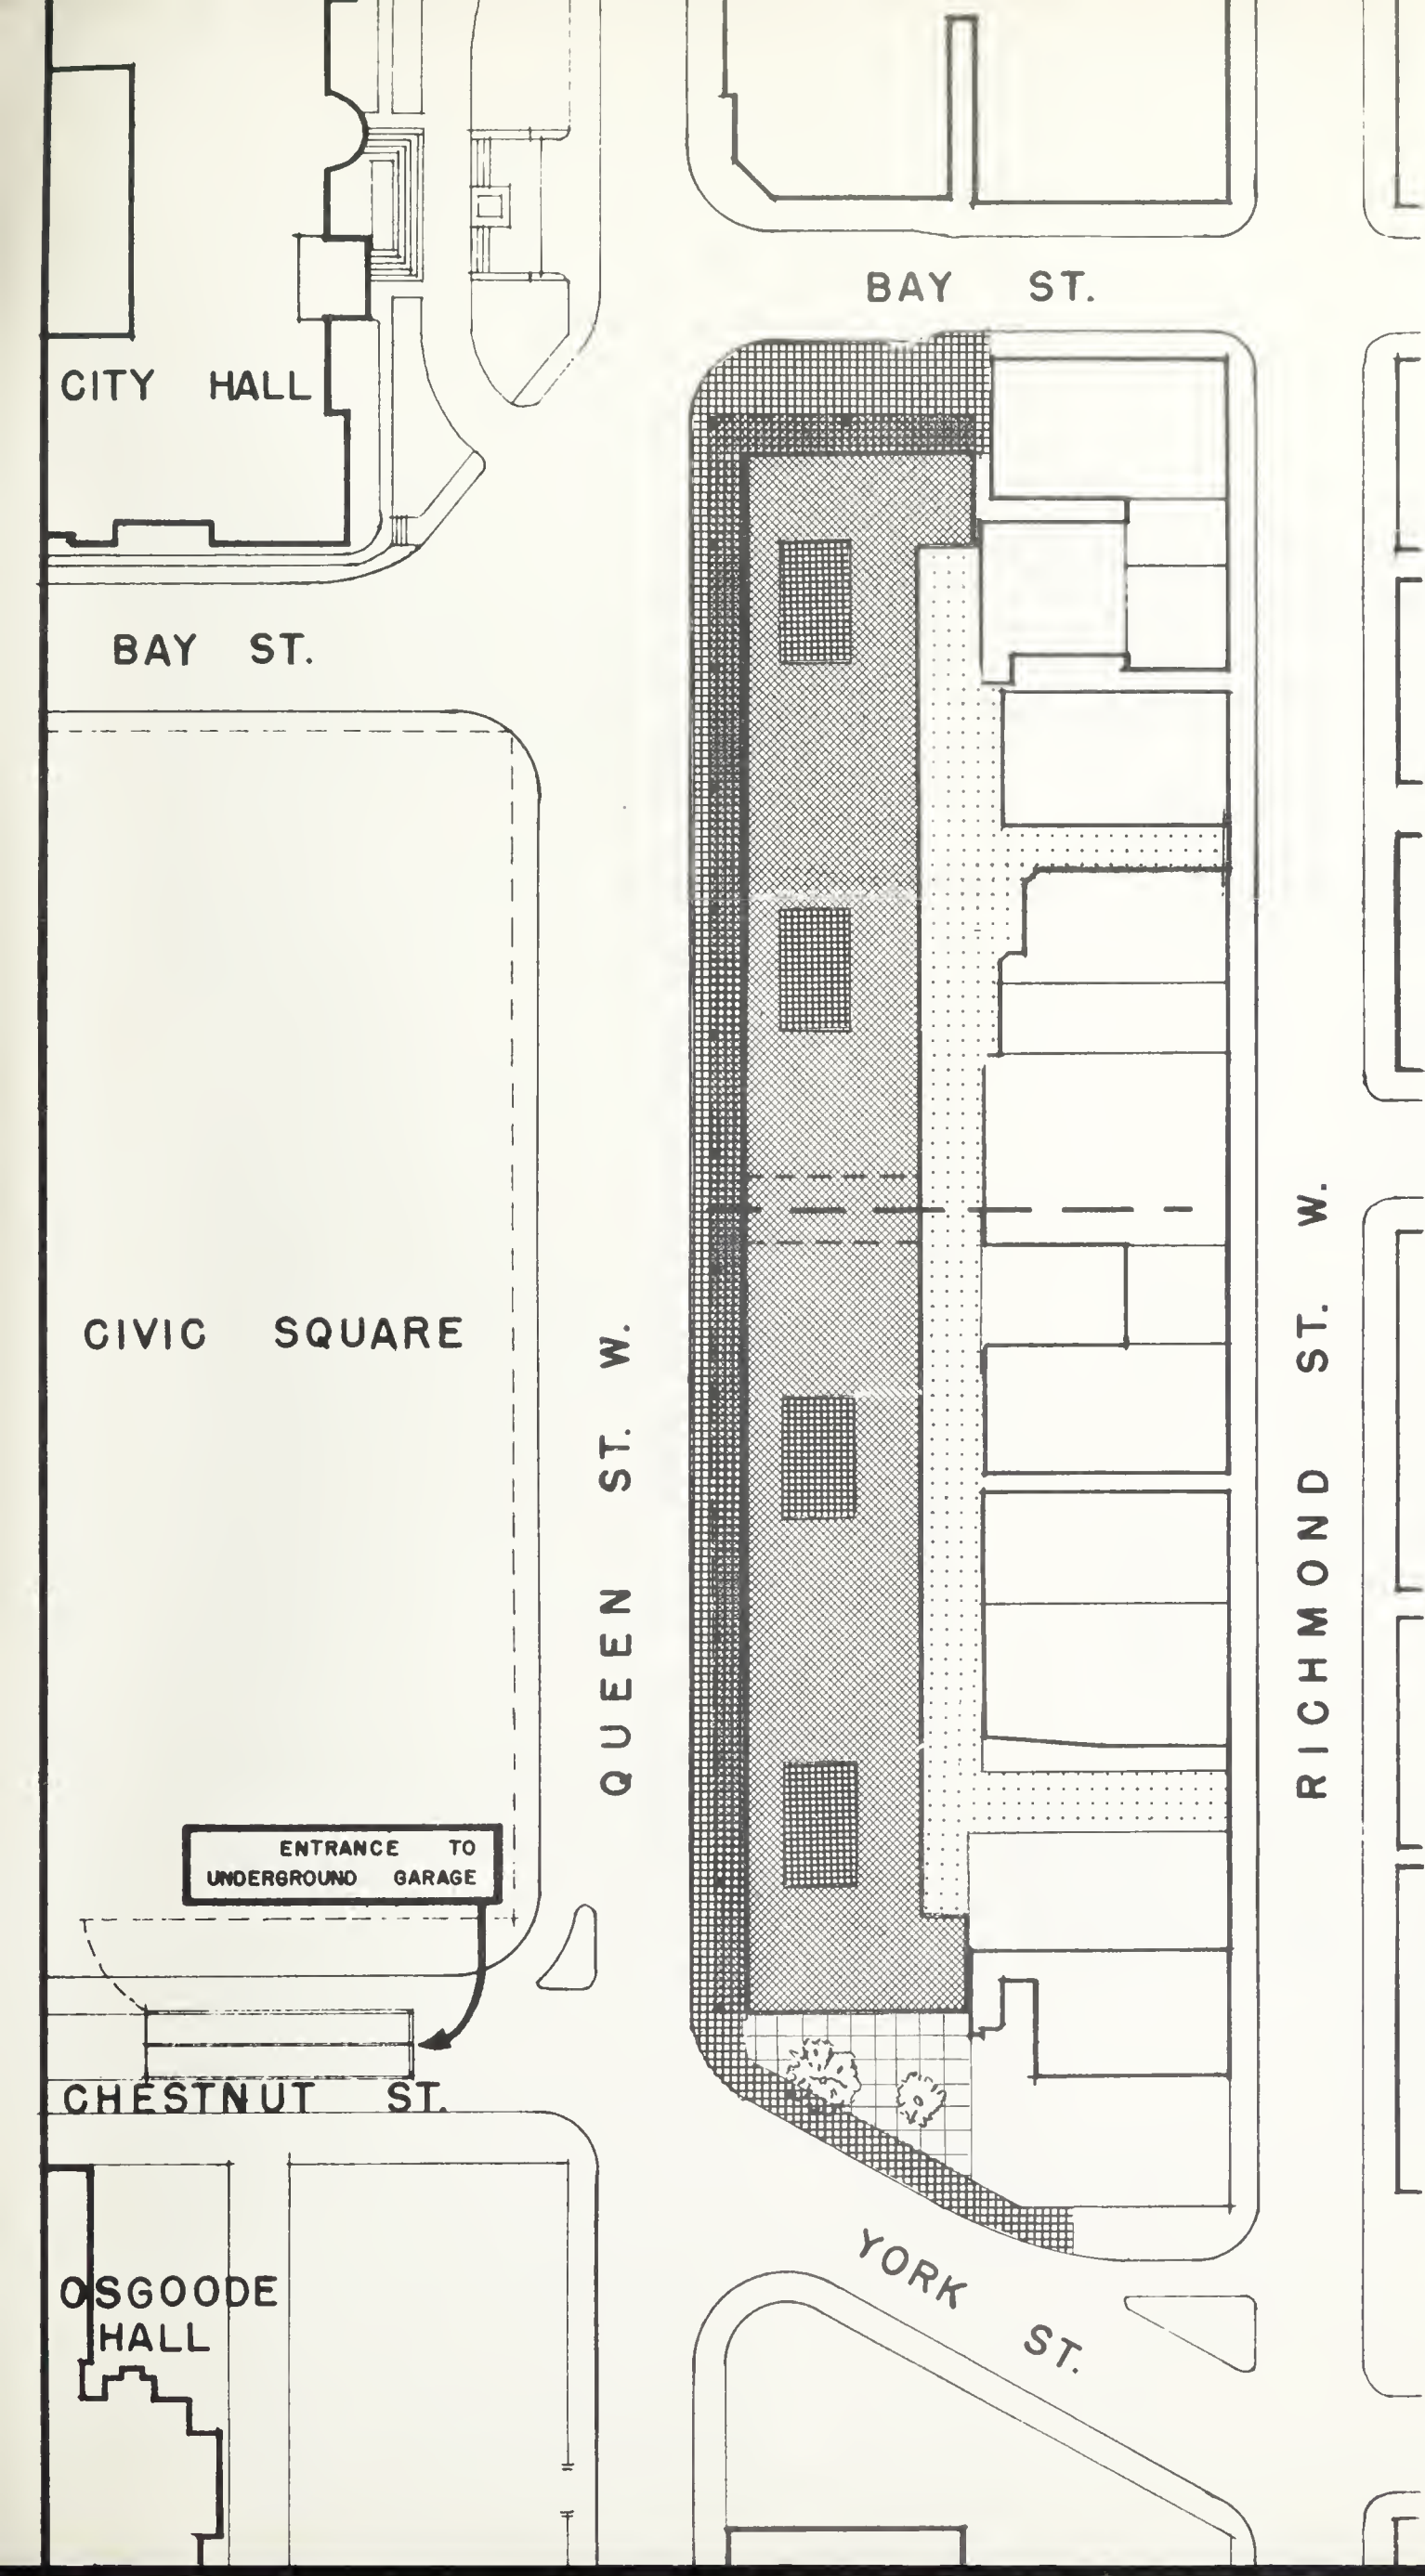 BAY ST.
CITY HALL
BAY ST.
CIVIC SQUARE
QUEEN ST. W.
RICHMOND ST. W.
ENTRANCE TO
UNDERGROUND GARAGE
CHESTNUT ST.
YORK ST.
OSGOODE
HALL